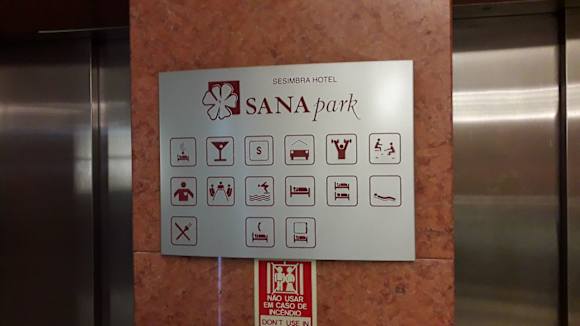 SESIMBRA HOTEL
SANA park
S
NÃO USAR
EM CASO DE
INCÊNDIO
DON'T USE IN